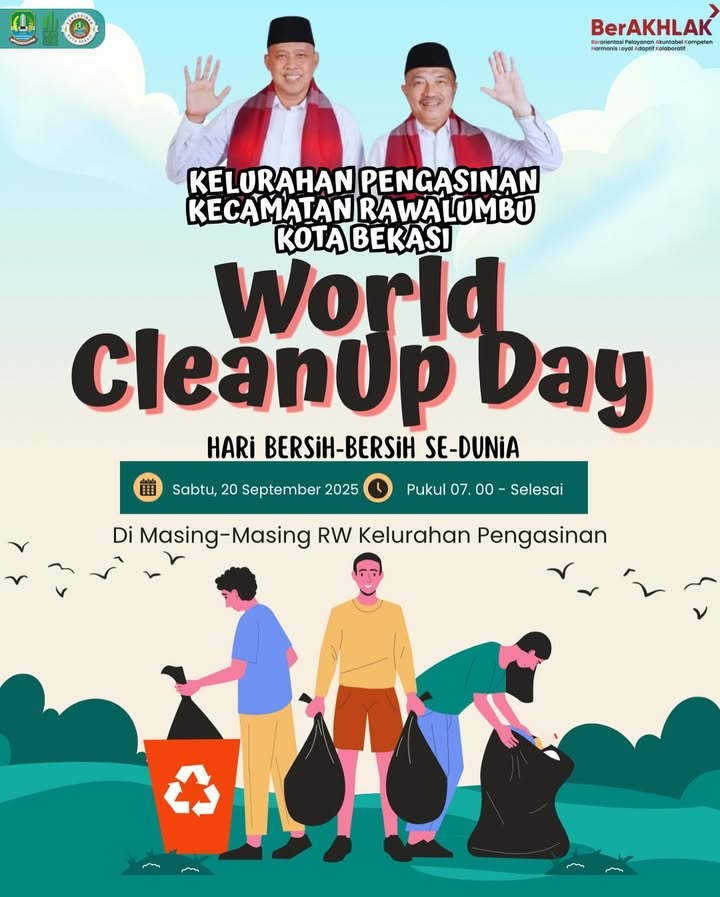 BerAKHLAK
Berorientasi Pelayanan Akuntabel Kompeten
Harmonis Loyal Adaptif Kolaboratif
KELURAHAN PENGASINAN
KECAMATAN RAWALUMBU
KOTA BEKASI
World
CleanUp Day
HARI BERSIH-BERSIH SE-DUNIA
Sabtu, 20 September 2025
Pukul 07. 00 - Selesai
Di Masing-Masing RW Kelurahan Pengasinan